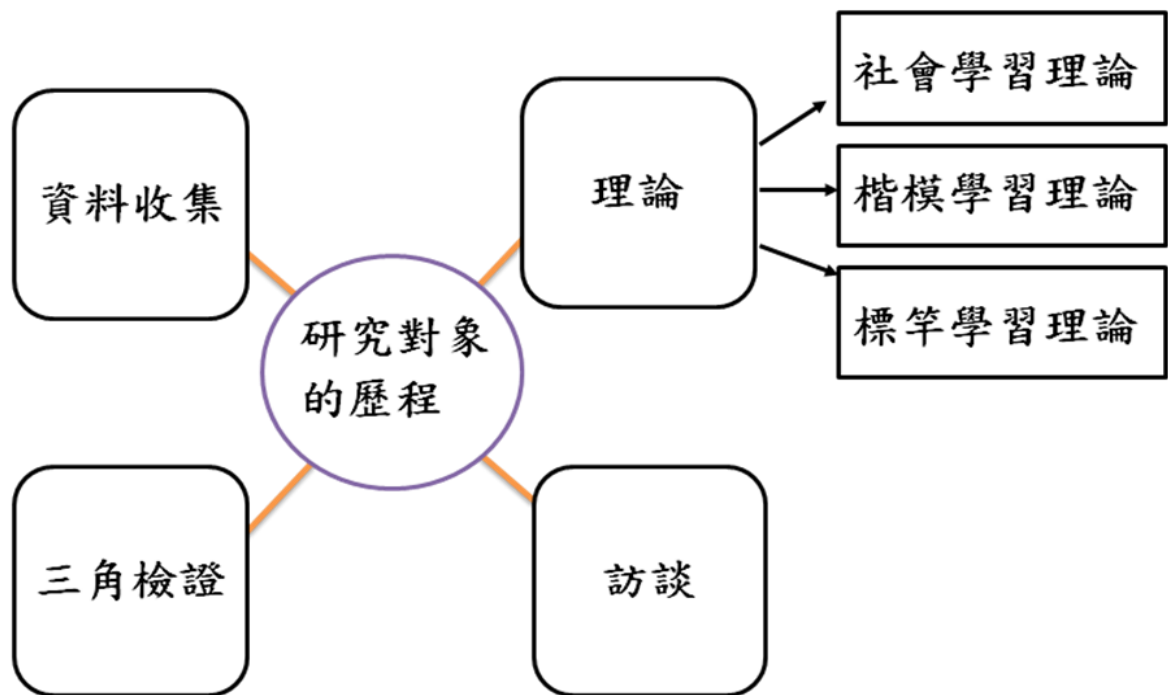 社會學習理論
資料收集
理論
楷模學習理論
標竿學習理論
研究對象
的歷程
三角檢證
訪談